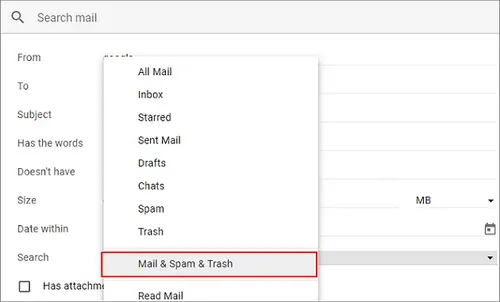 Search mail
From
To
Subject
Has the words
Doesn't have
Size
MB
Date within
Search
Has attachm
All Mail
Inbox
Starred
Sent Mail
Drafts
Chats
Spam
Trash
Mail & Spam & Trash
Read Mail